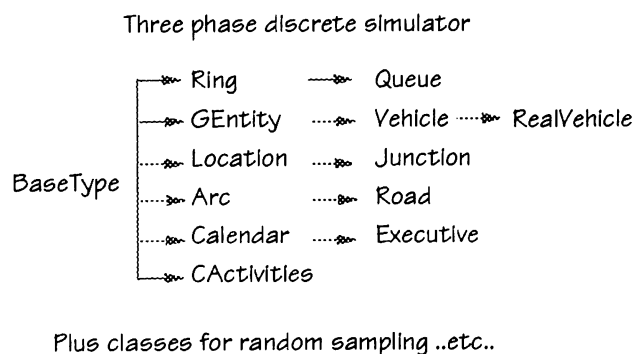 Three phase discrete simulator
Ring Queue
GEntity Vehicle RealVehicle
Location Junction
BaseType
Arc Road
Calendar Executive
CActivities
Plus classes for random sampling ..etc..